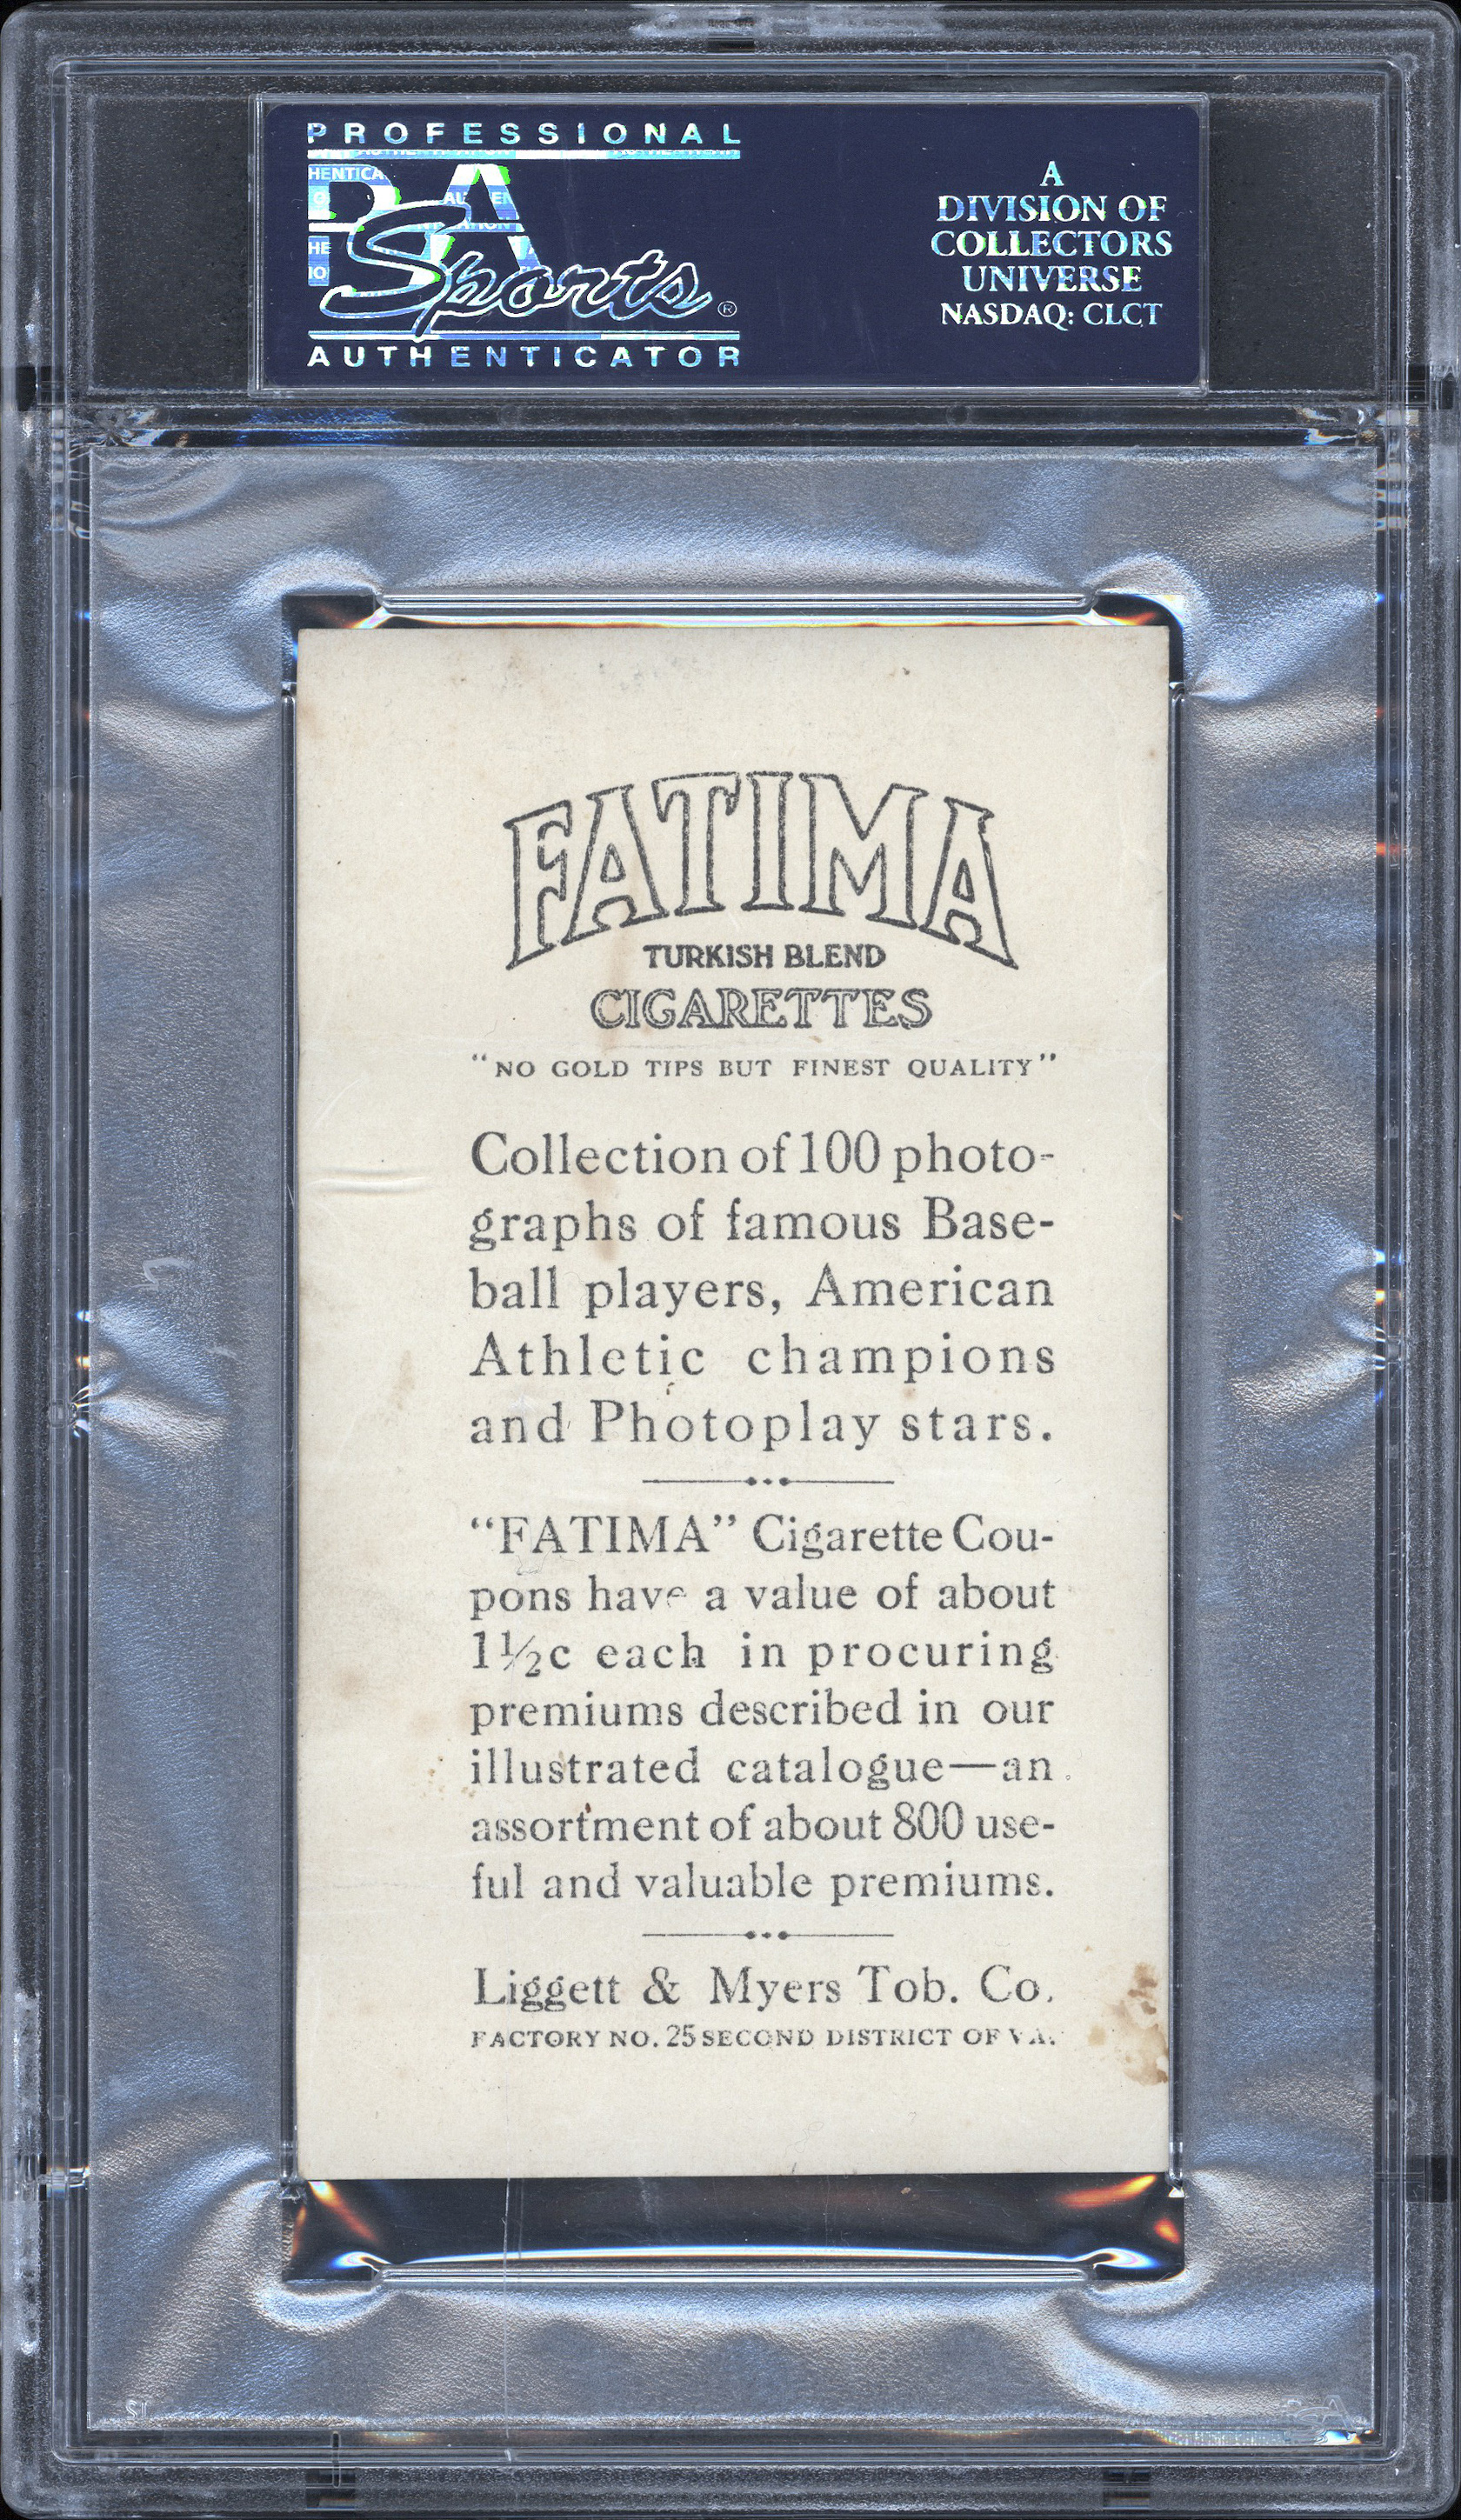 PROFESSIONAL
PSA
Sports®
AUTHENTICATOR
A
DIVISION OF
COLLECTORS
UNIVERSE
NASDAQ: CLCT
FATIMA
TURKISH BLEND
CIGARETTES
"NO GOLD TIPS BUT FINEST QUALITY"
Collection of 100 photo-
graphs of famous Base-
ball players, American
Athletic champions
and Photoplay stars.
"FATIMA" Cigarette Cou-
pons have a value of about
1½c each in procuring
premiums described in our
illustrated catalogue—an
assortment of about 800 use-
ful and valuable premiums.
Liggett & Myers Tob. Co.
FACTORY NO. 25 SECOND DISTRICT OF VA.